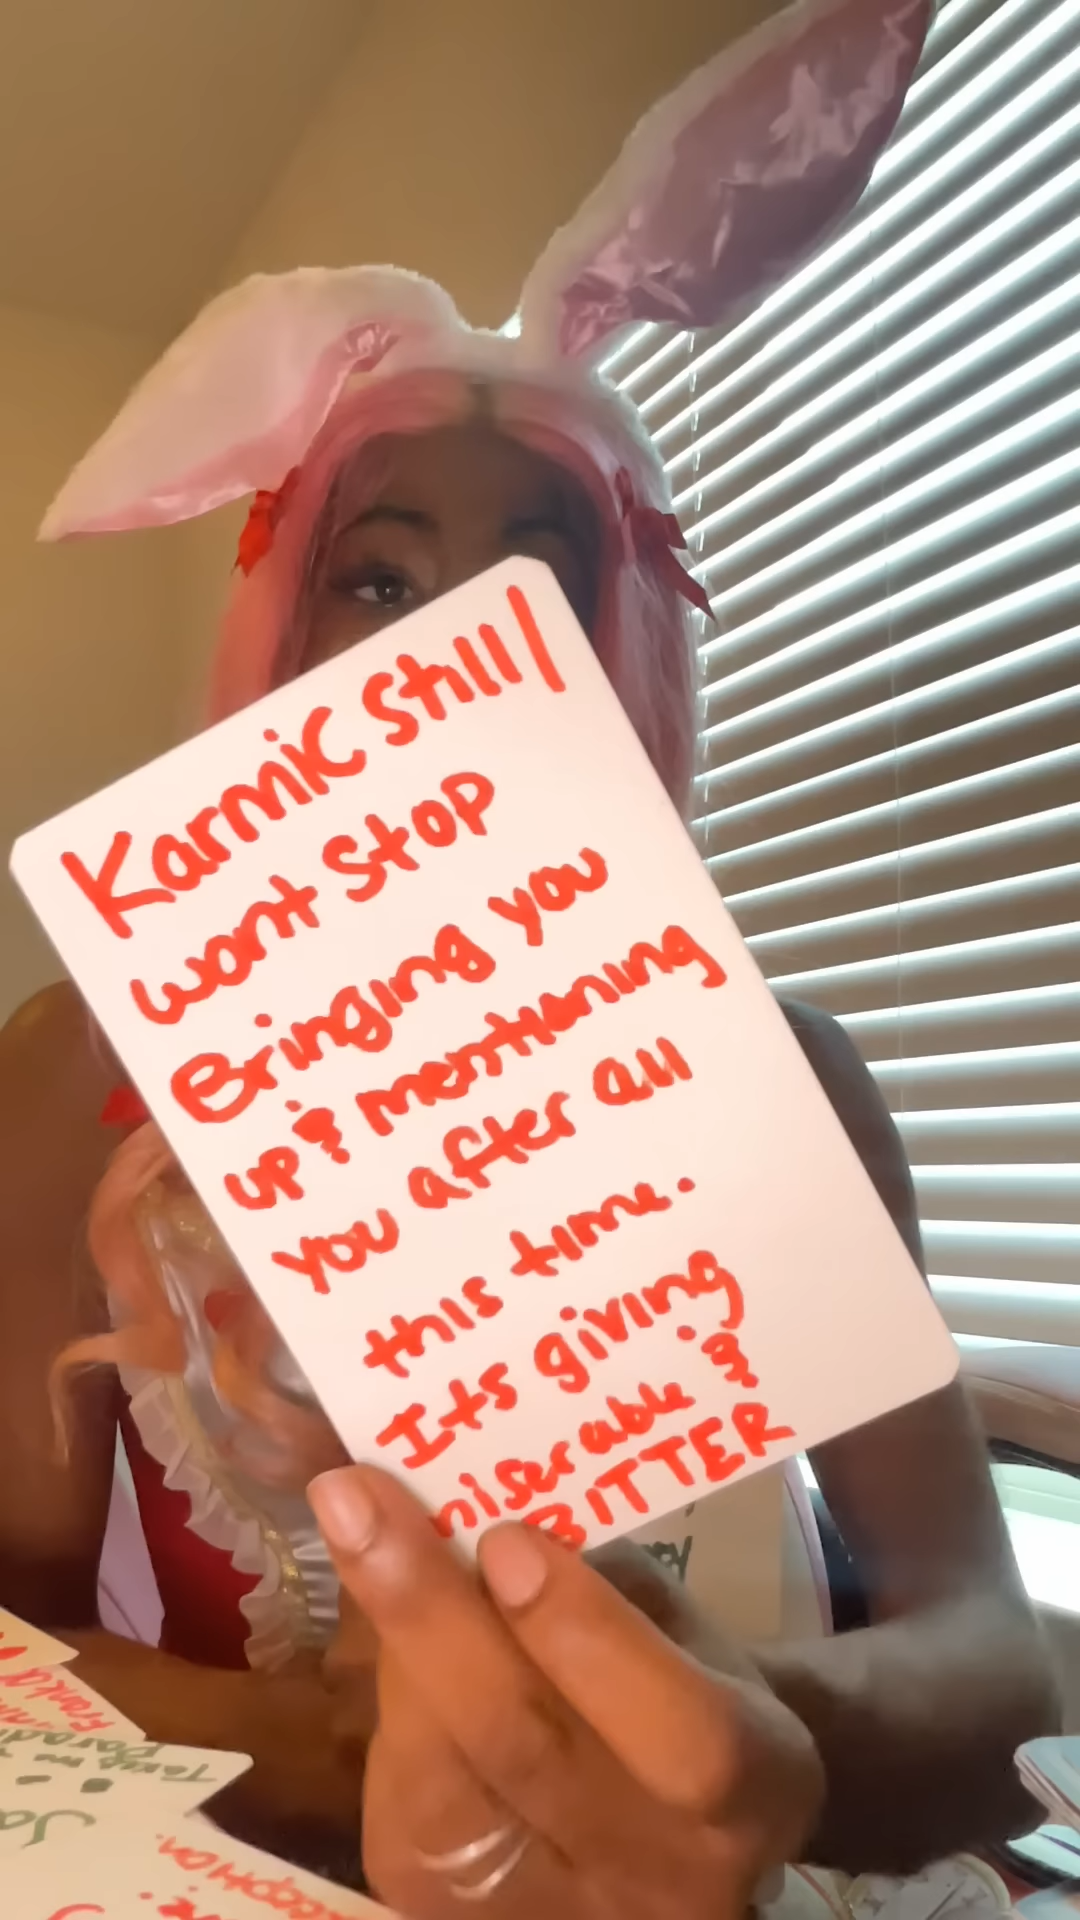 Karmic still/
wont stop
Bringing you
up & mentioning
you after all
this time.
Its giving
miserable &
BITTER